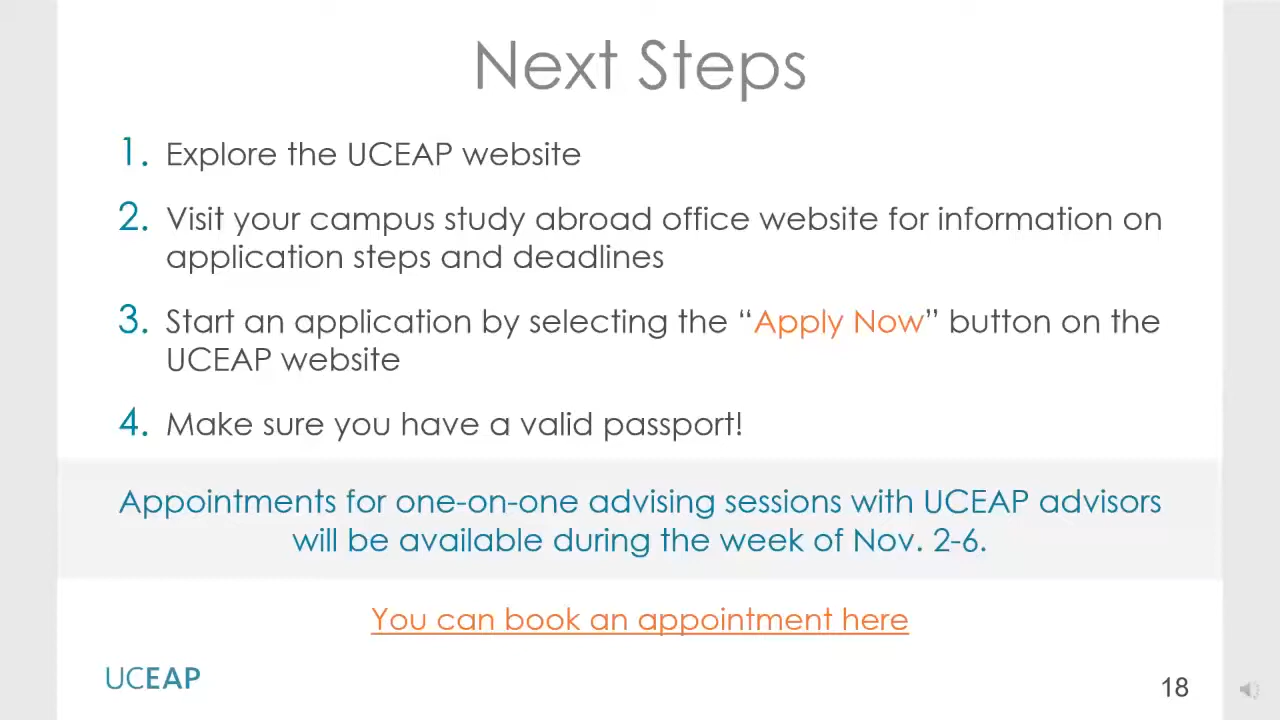 Next Steps
1. Explore the UCEAP website
2. Visit your campus study abroad office website for information on
application steps and deadlines
3. Start an application by selecting the “Apply Now” button on the
UCEAP website
4. Make sure you have a valid passport!
Appointments for one-on-one advising sessions with UCEAP advisors
will be available during the week of Nov. 2-6.
You can book an appointment here
UCEAP
18